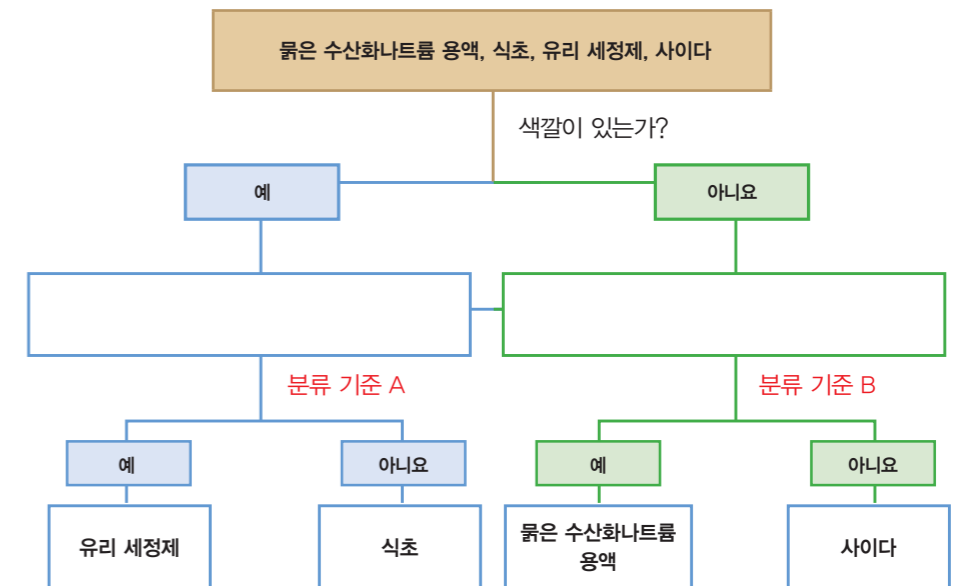 묽은 수산화나트륨 용액, 식초, 유리 세정제, 사이다
색깔이 있는가?
예
아니요
분류 기준 A
분류 기준 B
예
아니요
예
아니요
유리 세정제
식초
묽은 수산화나트륨
용액
사이다